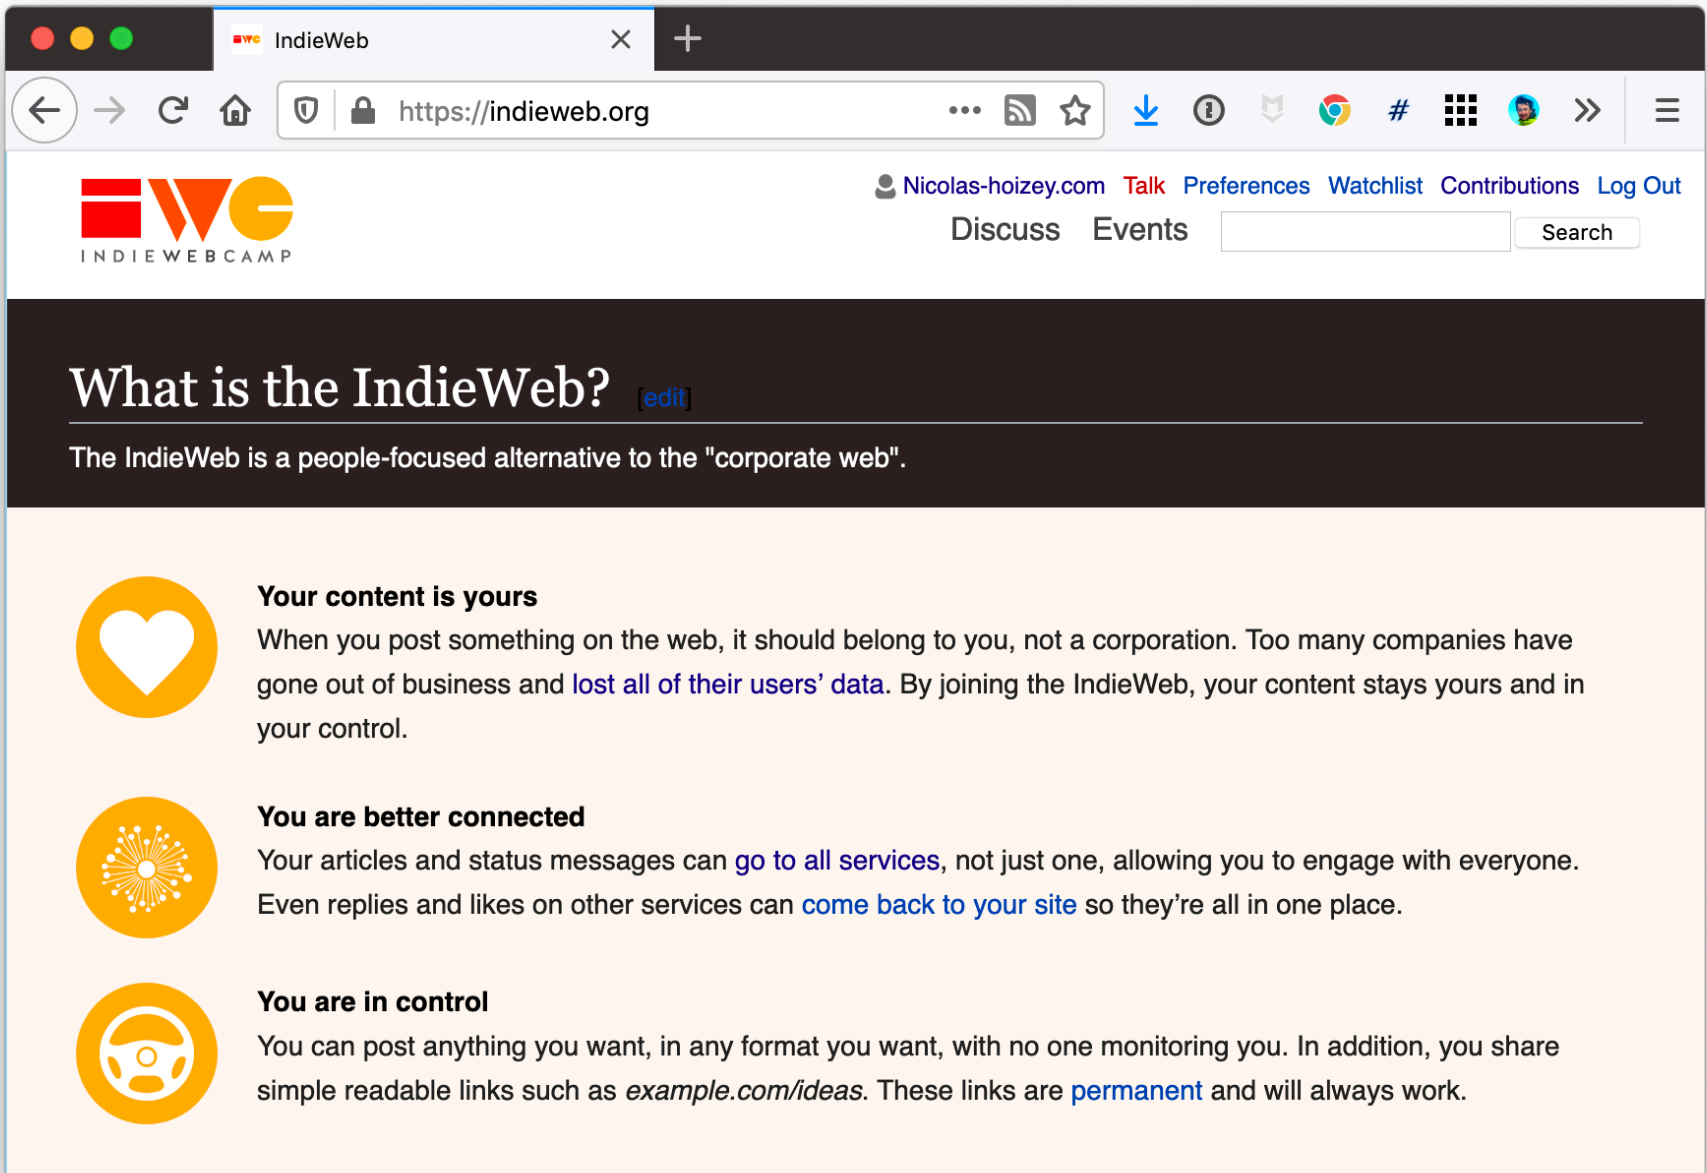 IndieWeb
https://indieweb.org
#
INDIEWEBCAMP
Nicolas-hoizey.com Talk Preferences Watchlist Contributions Log Out
Discuss Events Search
What is the IndieWeb? [edit]
The IndieWeb is a people-focused alternative to the "corporate web".
Your content is yours
When you post something on the web, it should belong to you, not a corporation. Too many companies have
gone out of business and lost all of their users’ data. By joining the IndieWeb, your content stays yours and in
your control.
You are better connected
Your articles and status messages can go to all services, not just one, allowing you to engage with everyone.
Even replies and likes on other services can come back to your site so they’re all in one place.
You are in control
You can post anything you want, in any format you want, with no one monitoring you. In addition, you share
simple readable links such as example.com/ideas. These links are permanent and will always work.